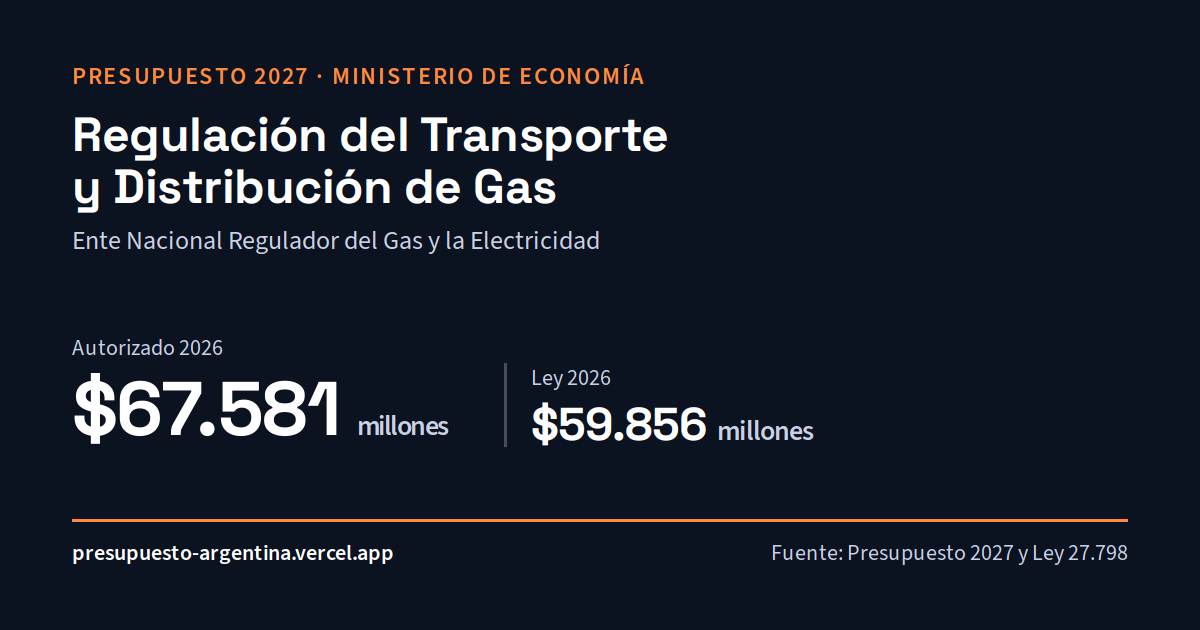 PRESUPUESTO 2027 · MINISTERIO DE ECONOMÍA
Regulación del Transporte
y Distribución de Gas
Ente Nacional Regulador del Gas y la Electricidad
Autorizado 2026
$67.581 millones
Ley 2026
$59.856 millones
presupuesto-argentina.vercel.app
Fuente: Presupuesto 2027 y Ley 27.798